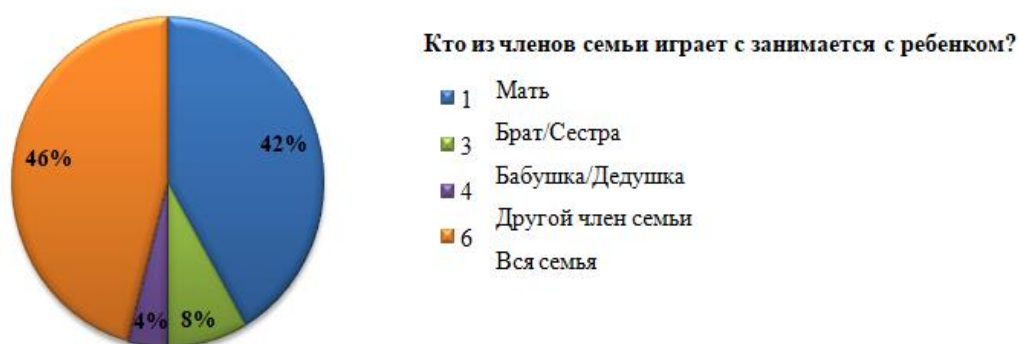 Кто из членов семьи играет с занимается с ребенком?
1 Мать
3 Брат/Сестра
4 Бабушка/Дедушка
Другой член семьи
6
Вся семья
42%
46%
4%
8%